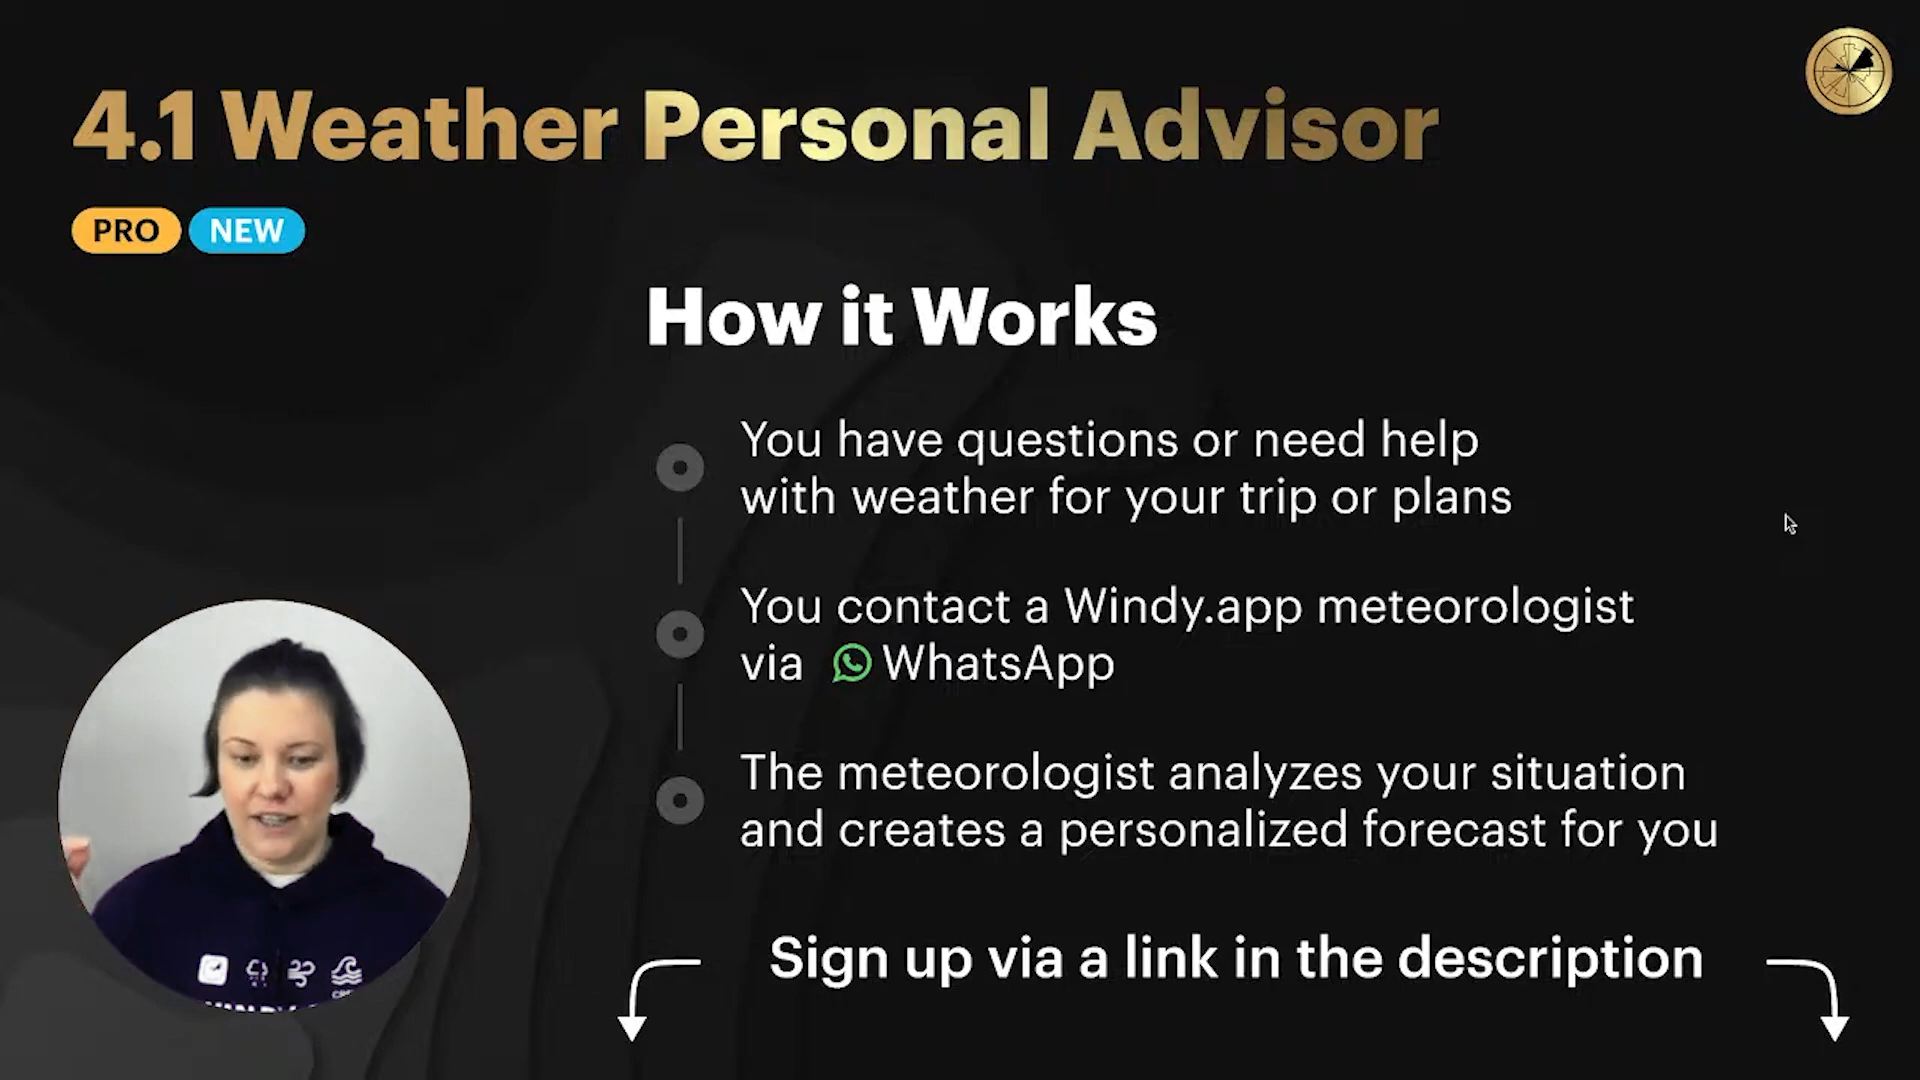 4.1 Weather Personal Advisor
PRO NEW
How it Works
You have questions or need help
with weather for your trip or plans
You contact a Windy.app meteorologist
via WhatsApp
The meteorologist analyzes your situation
and creates a personalized forecast for you
Sign up via a link in the description